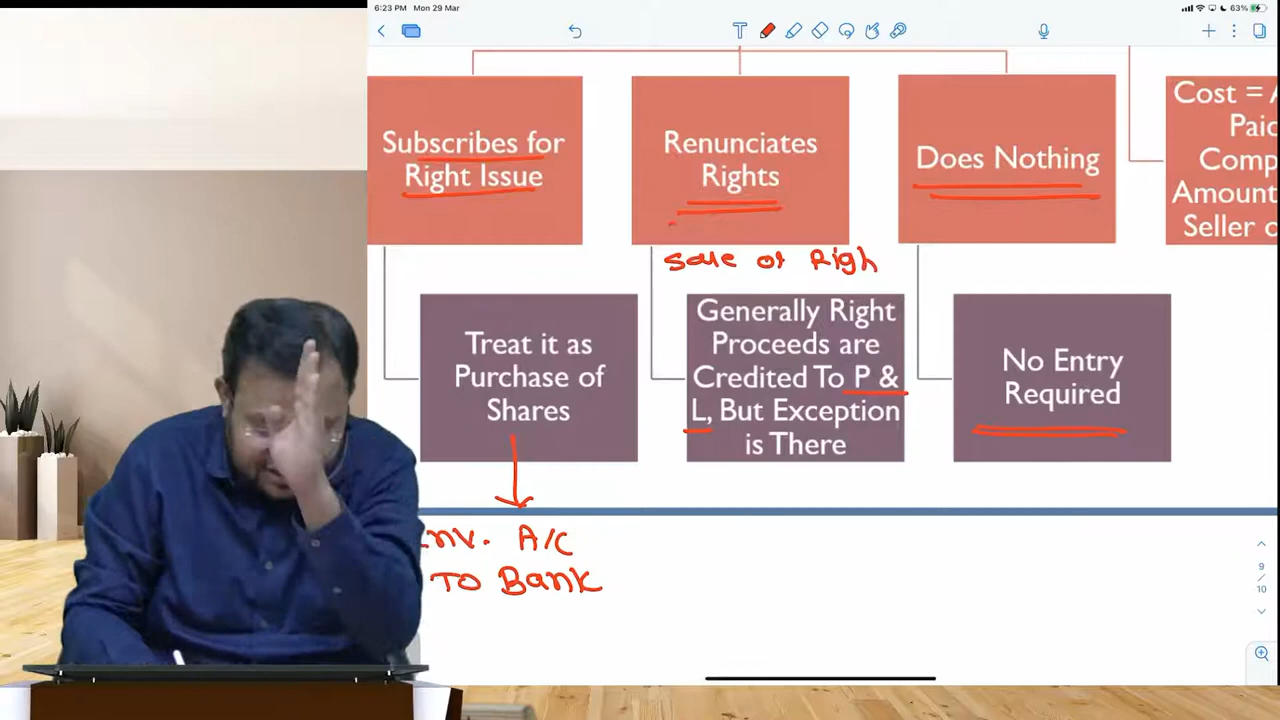 6:23 PM Mon 29 Mar
63%
Subscribes for
Right Issue
Renunciates
Rights
Does Nothing
Cost =
Paid
Comp
Amount
Seller o
Sale of Righ
Treat it as
Purchase of
Shares
Generally Right
Proceeds are
Credited To P &
L, But Exception
is There
No Entry
Required
Inv. A/C
To Bank
9
/
10